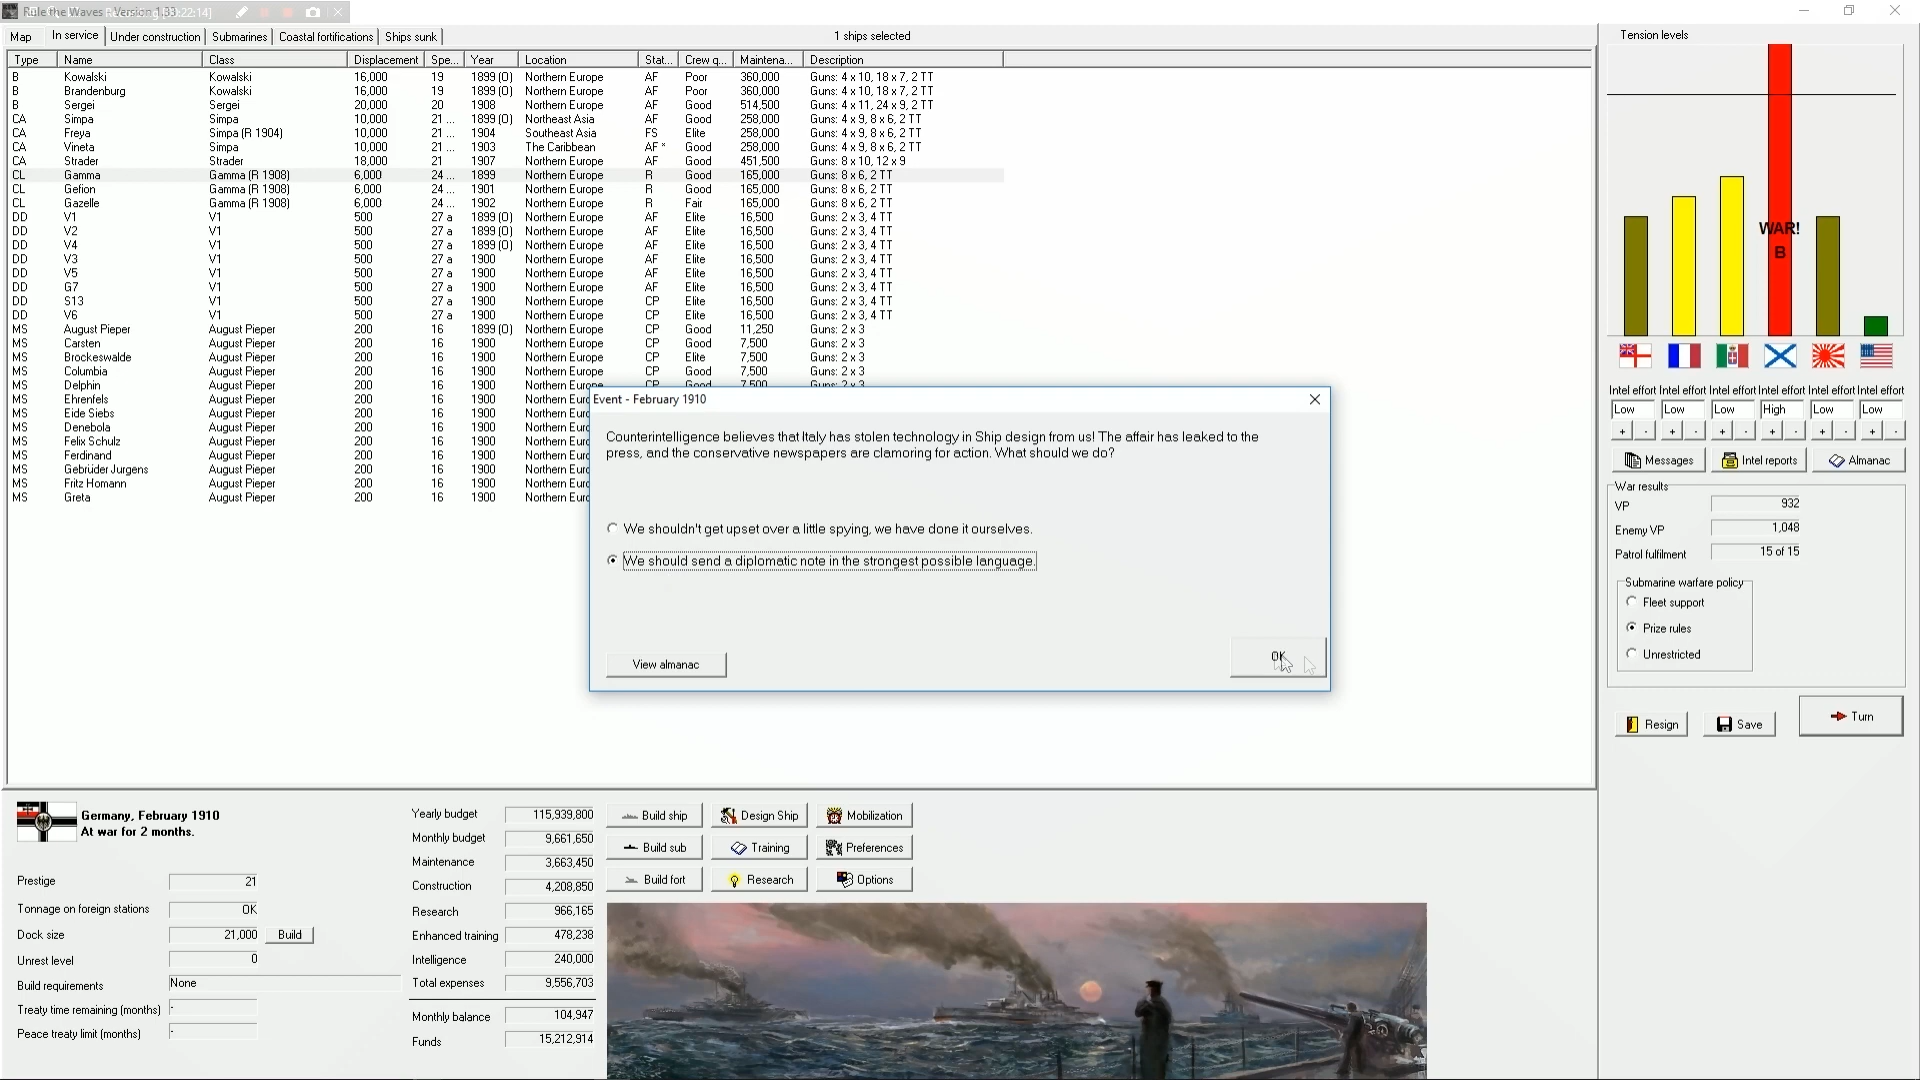 Rule the Waves Version 1.33
Map In service Under construction Submarines Coastal fortifications Ships sunk 1 ships selected
Type Name Class Displacement Spe... Year Location Stat... Crew q... Maintena... Description
B Kowalski Kowalski 16,000 19 1899 (O) Northern Europe AF Poor 360,000 Guns: 4 x 10, 18 x 7, 2 TT
B Brandenburg Kowalski 16,000 19 1899 (O) Northern Europe AF Poor 360,000 Guns: 4 x 10, 18 x 7, 2 TT
B Sergei Sergei 20,000 20 1908 Northern Europe AF Good 514,500 Guns: 4 x 11, 24 x 9, 2 TT
CA Simpa Simpa 10,000 21 ... 1899 (O) Northeast Asia AF Good 258,000 Guns: 4 x 9, 8 x 6, 2 TT
CA Freya Simpa (R 1904) 10,000 21 ... 1904 Southeast Asia FS Elite 258,000 Guns: 4 x 9, 8 x 6, 2 TT
CA Vineta Simpa 10,000 21 ... 1903 The Caribbean AF * Good 258,000 Guns: 4 x 9, 8 x 6, 2 TT
CA Strader Strader 18,000 21 1907 Northern Europe AF Good 451,500 Guns: 8 x 10, 12 x 9
CL Gamma Gamma (R 1908) 6,000 24 ... 1899 Northern Europe R Good 165,000 Guns: 8 x 6, 2 TT
CL Gefion Gamma (R 1908) 6,000 24 ... 1901 Northern Europe R Good 165,000 Guns: 8 x 6, 2 TT
CL Gazelle Gamma (R 1908) 6,000 24 ... 1902 Northern Europe R Fair 165,000 Guns: 8 x 6, 2 TT
DD V1 V1 500 27 a 1899 (O) Northern Europe AF Elite 16,500 Guns: 2 x 3, 4 TT
DD V2 V1 500 27 a 1899 (O) Northern Europe AF Elite 16,500 Guns: 2 x 3, 4 TT
DD V4 V1 500 27 a 1899 (O) Northern Europe AF Elite 16,500 Guns: 2 x 3, 4 TT
DD V3 V1 500 27 a 1900 Northern Europe AF Elite 16,500 Guns: 2 x 3, 4 TT
DD V5 V1 500 27 a 1900 Northern Europe AF Elite 16,500 Guns: 2 x 3, 4 TT
DD G7 V1 500 27 a 1900 Northern Europe AF Elite 16,500 Guns: 2 x 3, 4 TT
DD S13 V1 500 27 a 1900 Northern Europe CP Elite 16,500 Guns: 2 x 3, 4 TT
DD V6 V1 500 27 a 1900 Northern Europe CP Elite 16,500 Guns: 2 x 3, 4 TT
MS August Pieper August Pieper 200 16 1899 (O) Northern Europe CP Good 11,250 Guns: 2 x 3
MS Carsten August Pieper 200 16 1900 Northern Europe CP Good 7,500 Guns: 2 x 3
MS Brockeswalde August Pieper 200 16 1900 Northern Europe CP Elite 7,500 Guns: 2 x 3
MS Columbia August Pieper 200 16 1900 Northern Europe CP Good 7,500 Guns: 2 x 3
MS Delphin August Pieper 200 16 1900 Northern Europe CP Good 7,500 Guns: 2 x 3
MS Ehrenfels August Pieper 200 16 1900 Northern Euro
MS Eide Siebs August Pieper 200 16 1900 Northern Euro
MS Denebola August Pieper 200 16 1900 Northern Euro
MS Felix Schulz August Pieper 200 16 1900 Northern Euro
MS Ferdinand August Pieper 200 16 1900 Northern Euro
MS Gebrüder Jurgens August Pieper 200 16 1900 Northern Euro
MS Fritz Homann August Pieper 200 16 1900 Northern Euro
MS Greta August Pieper 200 16 1900 Northern Euro
Event - February 1910
Counterintelligence believes that Italy has stolen technology in Ship design from us! The affair has leaked to the
press, and the conservative newspapers are clamoring for action. What should we do?
We shouldn't get upset over a little spying, we have done it ourselves.
We should send a diplomatic note in the strongest possible language.
View almanac OK
Tension levels
WAR!
B
Intel effort Intel effort Intel effort Intel effort Intel effort Intel effort
Low Low Low High Low Low
+ - + - + - + - + - + -
Messages Intel reports Almanac
War results
VP 932
Enemy VP 1,048
Patrol fulfilment 15 of 15
Submarine warfare policy
Fleet support
Prize rules
Unrestricted
Resign Save Turn
Germany, February 1910
At war for 2 months.
Prestige 21
Tonnage on foreign stations OK
Dock size 21,000 Build
Unrest level 0
Build requirements None
Treaty time remaining (months) -
Peace treaty limit (months) -
Yearly budget 115,939,800
Monthly budget 9,661,650
Maintenance 3,663,450
Construction 4,208,850
Research 966,165
Enhanced training 478,238
Intelligence 240,000
Total expenses 9,556,703
Monthly balance 104,947
Funds 15,212,914
Build ship Design Ship Mobilization
Build sub Training Preferences
Build fort Research Options